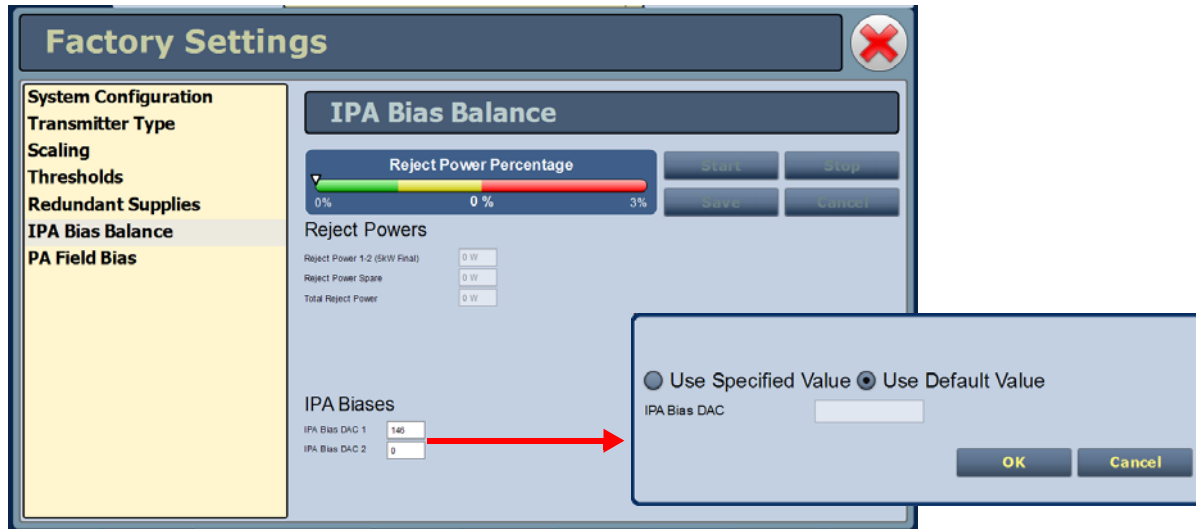 Factory Settings
System Configuration
Transmitter Type
Scaling
Thresholds
Redundant Supplies
IPA Bias Balance
PA Field Bias
IPA Bias Balance
Reject Power Percentage
0% 0 % 3%
Start Stop
Save Cancel
Reject Powers
Reject Power 1-2 (5kW Final) 0 W
Reject Power Spare 0 W
Total Reject Power 0 W
IPA Biases
IPA Bias DAC 1 146
IPA Bias DAC 2 0
Use Specified Value Use Default Value
IPA Bias DAC
OK Cancel